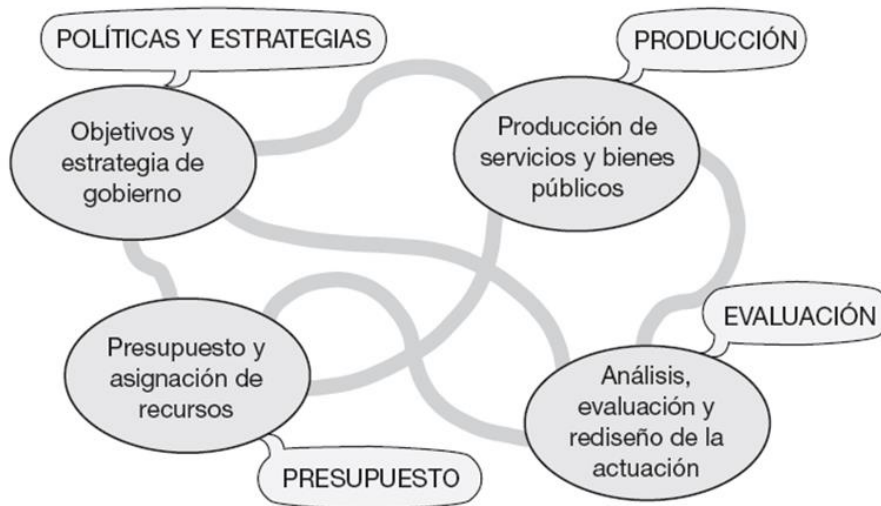 POLÍTICAS Y ESTRATEGIAS
Objetivos y
estrategia de
gobierno
PRODUCCIÓN
Producción de
servicios y bienes
públicos
Presupuesto y
asignación de
recursos
PRESUPUESTO
EVALUACIÓN
Análisis,
evaluación y
rediseño de la
actuación